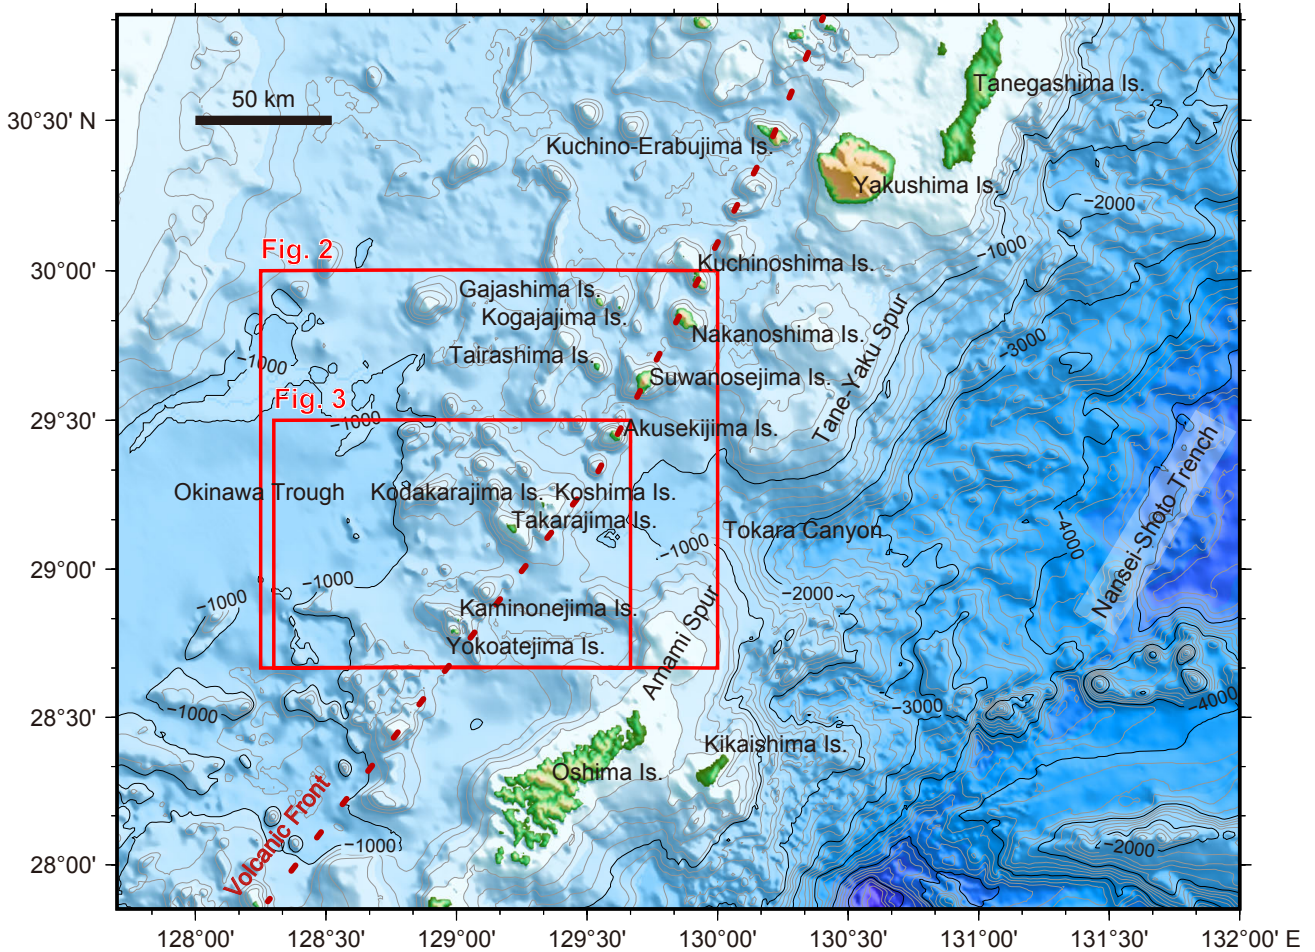 50 km
Tanegashima Is.
30°30' N
Kuchino-Erabujima Is.
Yakushima Is.
−2000
−1000
Fig. 2
30°00'
Kuchinoshima Is.
Gajashima Is.
Kogajajima Is.
Nakanoshima Is.
−3000
Tairashima Is.
−1000
Suwanosejima Is.
Tane-Yaku Spur
Fig. 3
−1000
29°30'
Akusekijima Is.
Okinawa Trough
Kodakarajima Is.
Koshima Is.
Takarajima Is.
Tokara Canyon
−4000
Nansei-Shoto Trench
−1000
29°00'
−1000
−1000
−2000
Kaminonejima Is.
Yokoatejima Is.
Amami Spur
−1000
−3000
−4000
28°30'
Kikaishima Is.
Oshima Is.
Volcanic Front
−1000
−2000
28°00'
128°00'
128°30'
129°00'
129°30'
130°00'
130°30'
131°00'
131°30'
132°00' E